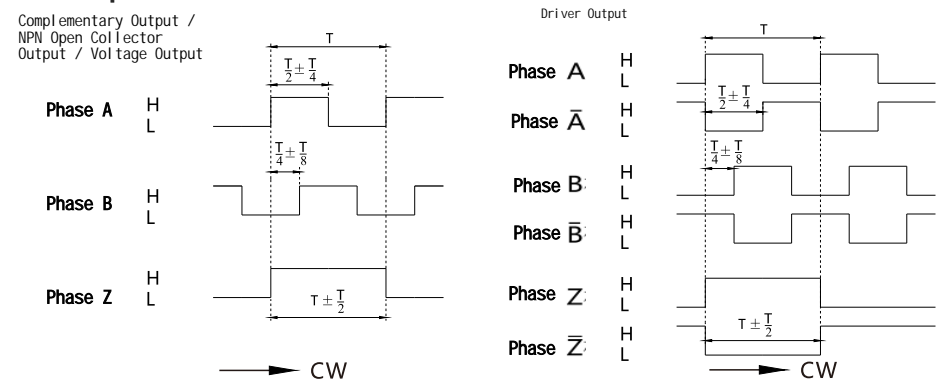 Complementary Output /
NPN Open Collector
Output / Voltage Output
T
T/2 ± T/4
Phase A H
L
T/4 ± T/8
Phase B H
L
Phase Z H
L
T ± T/2
CW
Driver Output
T
Phase A H
L
T/2 ± T/4
Phase A̅ H
L
T/4 ± T/8
Phase B H
L
Phase B̅ H
L
Phase Z H
L
T ± T/2
Phase Z̅ H
L
CW